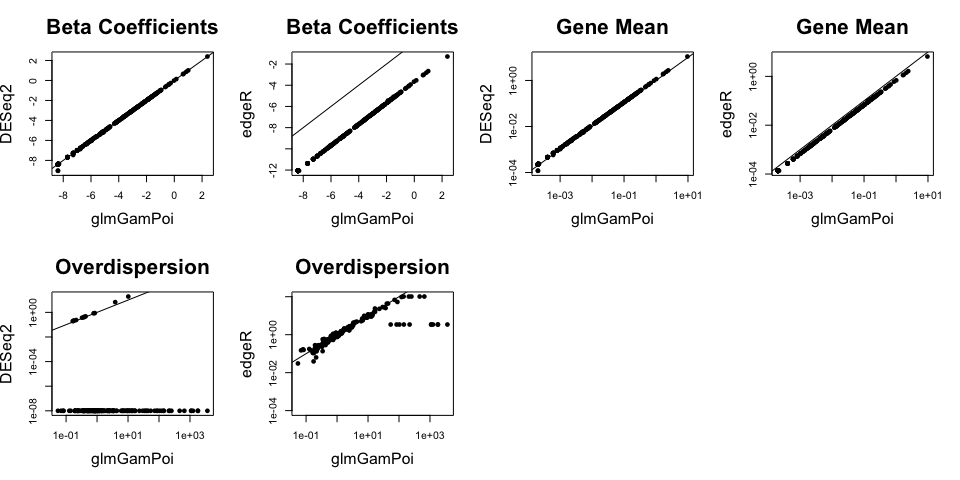 Beta Coefficients
DESeq2
2
0
-2
-4
-6
-8
-8 -6 -4 -2 0 2
glmGamPoi
Beta Coefficients
edgeR
-2
-4
-6
-8
-12
-8 -6 -4 -2 0 2
glmGamPoi
Gene Mean
DESeq2
1e+00
1e-02
1e-04
1e-03 1e-01 1e+01
glmGamPoi
Gene Mean
edgeR
1e+00
1e-02
1e-04
1e-03 1e-01 1e+01
glmGamPoi
Overdispersion
DESeq2
1e+00
1e-04
1e-08
1e-01 1e+01 1e+03
glmGamPoi
Overdispersion
edgeR
1e+00
1e-02
1e-04
1e-01 1e+01 1e+03
glmGamPoi